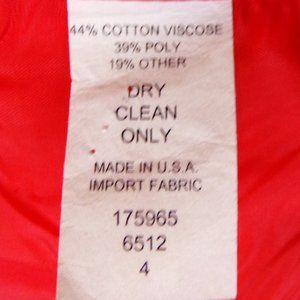 44% COTTON VISCOSE
39% POLY
19% OTHER
DRY
CLEAN
ONLY
MADE IN U.S.A.
IMPORT FABRIC
175965
6512
4